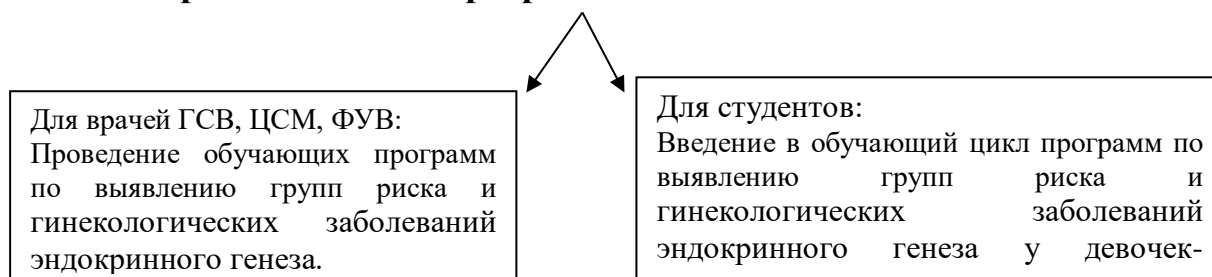 Для врачей ГСВ, ЦСМ, ФУВ:
Проведение обучающих программ
по выявлению групп риска и
гинекологических заболеваний
эндокринного генеза.
Для студентов:
Введение в обучающий цикл программ по
выявлению групп риска и
гинекологических заболеваний
эндокринного генеза у девочек-